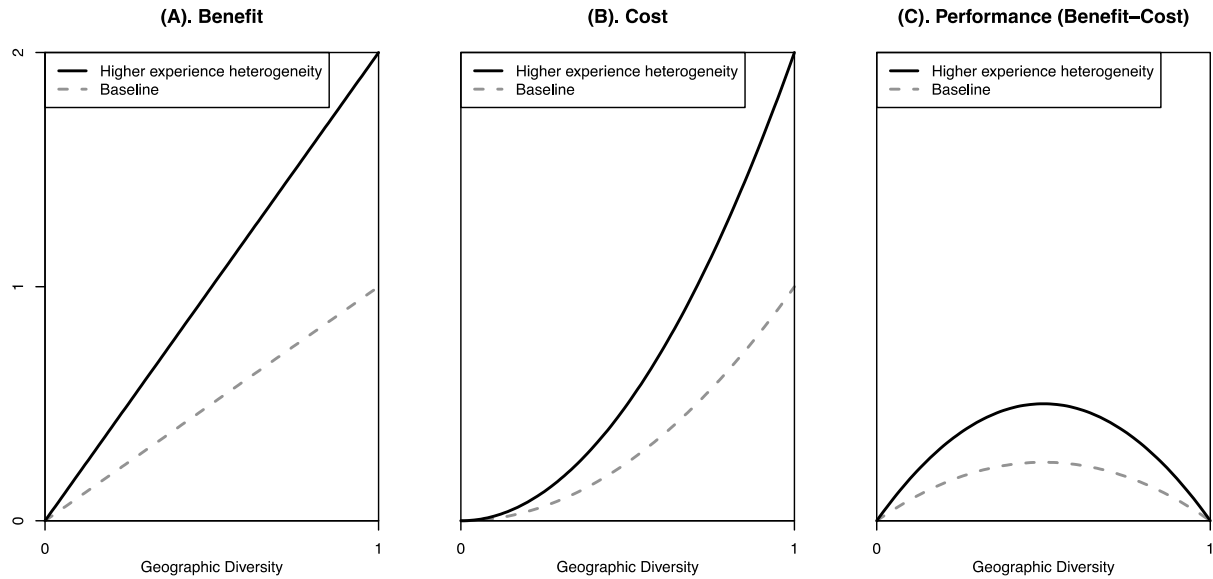 (A). Benefit
Higher experience heterogeneity
Baseline
2
1
0
0 1
Geographic Diversity
(B). Cost
Higher experience heterogeneity
Baseline
0 1
Geographic Diversity
(C). Performance (Benefit–Cost)
Higher experience heterogeneity
Baseline
0 1
Geographic Diversity